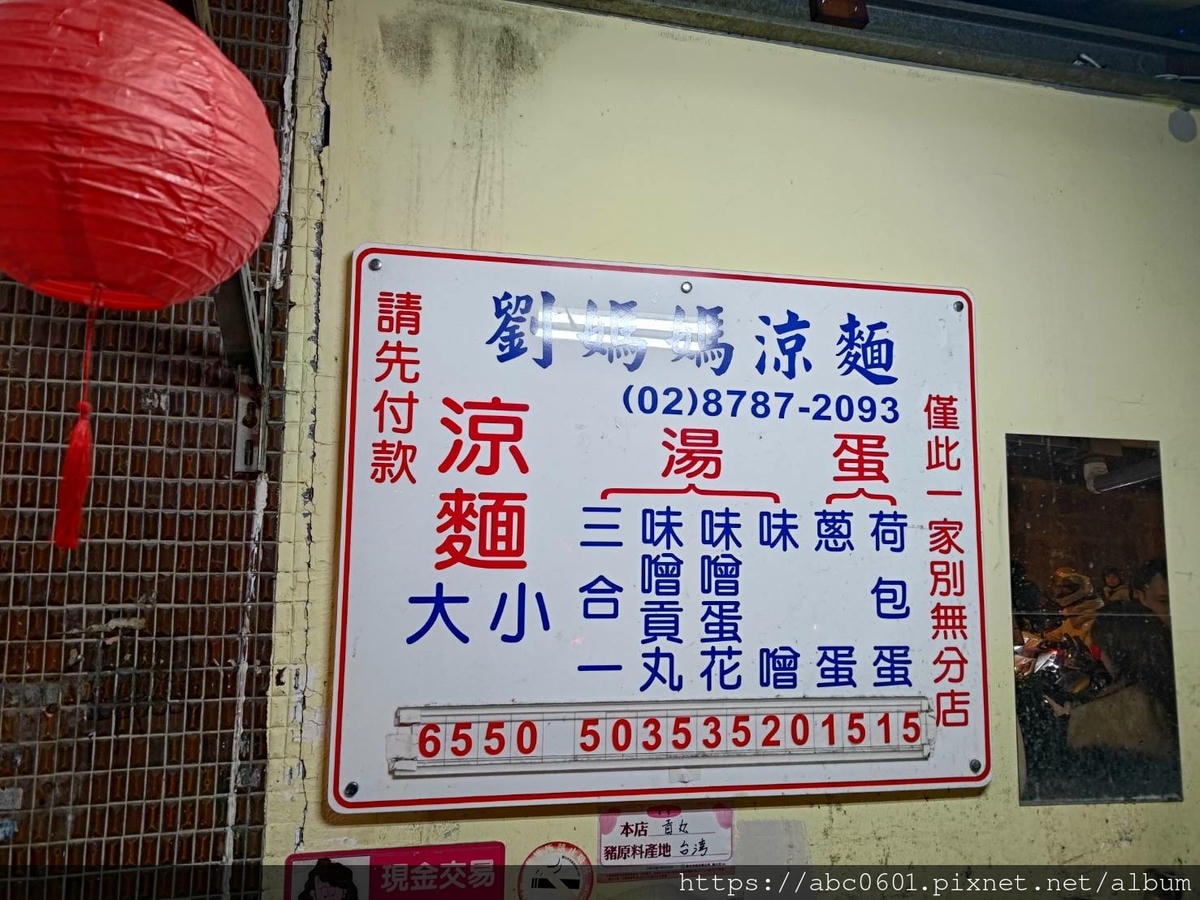 劉媽媽涼麵
(02)8787-2093
請先付款
涼麵
大 小
湯
三合一
味噌貢丸
味噌蛋花
味噌
蛋
蔥蛋
荷包蛋
僅此一家別無分店
6550 503535201515
本店 貢丸
豬原料產地 台灣
現金交易
https://abc0601.pixnet.net/album